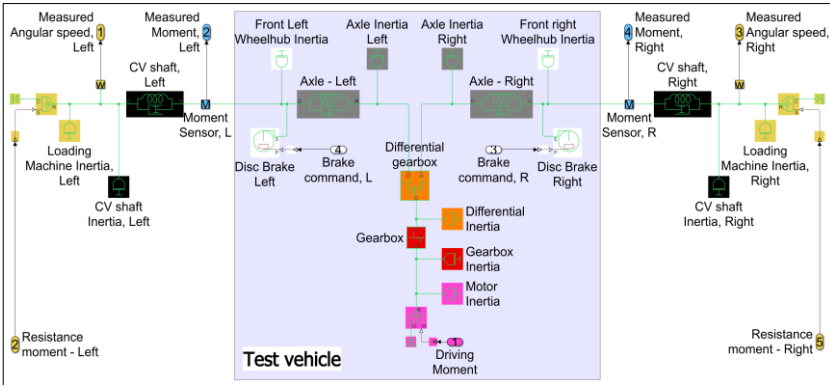 Measured
Angular speed,
Left
1
Measured
Moment,
Left
2
Front Left
Wheelhub Inertia
Axle Inertia
Left
Axle Inertia
Right
Front right
Wheelhub Inertia
Measured
Moment,
Right
4
Measured
Angular speed,
Right
3
CV shaft,
Left
W
M
Moment
Sensor, L
Axle - Left
Axle - Right
CV shaft,
Right
W
M
Moment
Sensor, R
Loading
Machine Inertia,
Left
CV shaft
Inertia, Left
Disc Brake
Left
4
Brake
command, L
Differential
gearbox
3
Brake
command, R
Disc Brake
Right
Loading
Machine Inertia,
Right
CV shaft
Inertia, Right
Differential
Inertia
Gearbox
Gearbox
Inertia
Motor
Inertia
2
Resistance
moment - Left
Test vehicle
1
Driving
Moment
5
Resistance
moment - Right